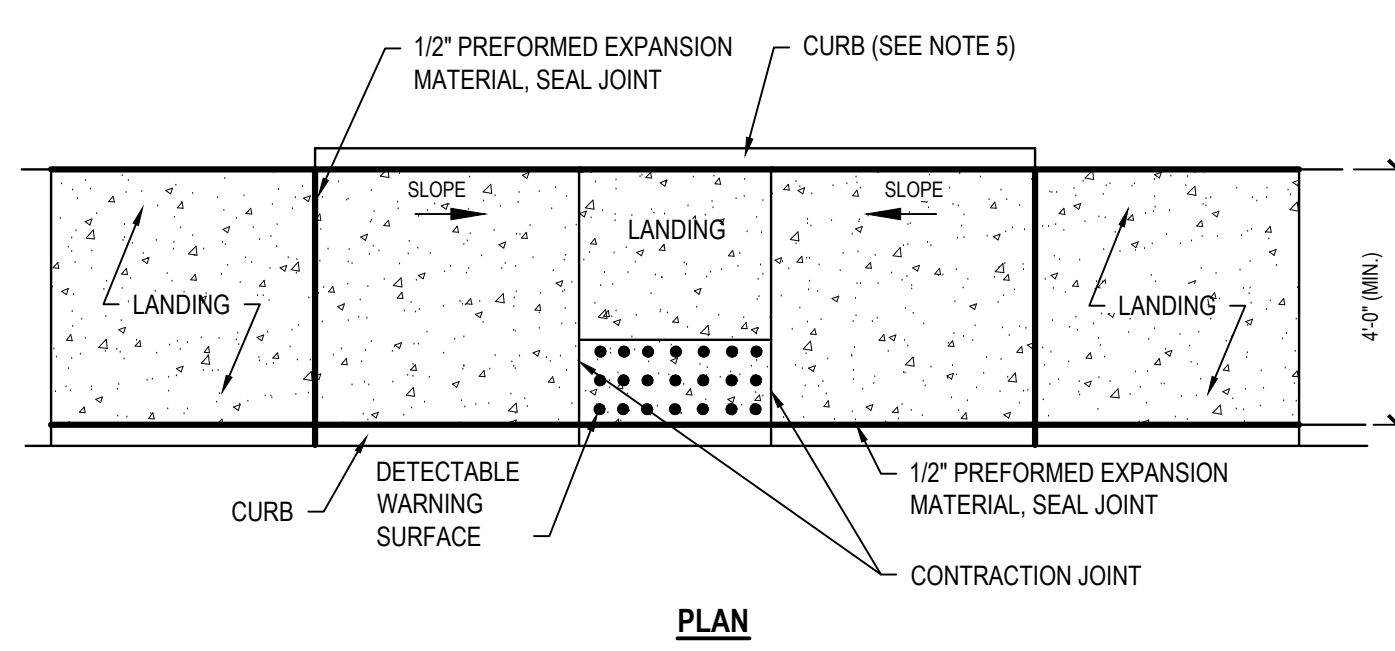 1/2" PREFORMED EXPANSION
MATERIAL, SEAL JOINT
CURB (SEE NOTE 5)
SLOPE
SLOPE
LANDING
LANDING
LANDING
4'-0" (MIN.)
CURB
DETECTABLE
WARNING
SURFACE
1/2" PREFORMED EXPANSION
MATERIAL, SEAL JOINT
CONTRACTION JOINT
PLAN